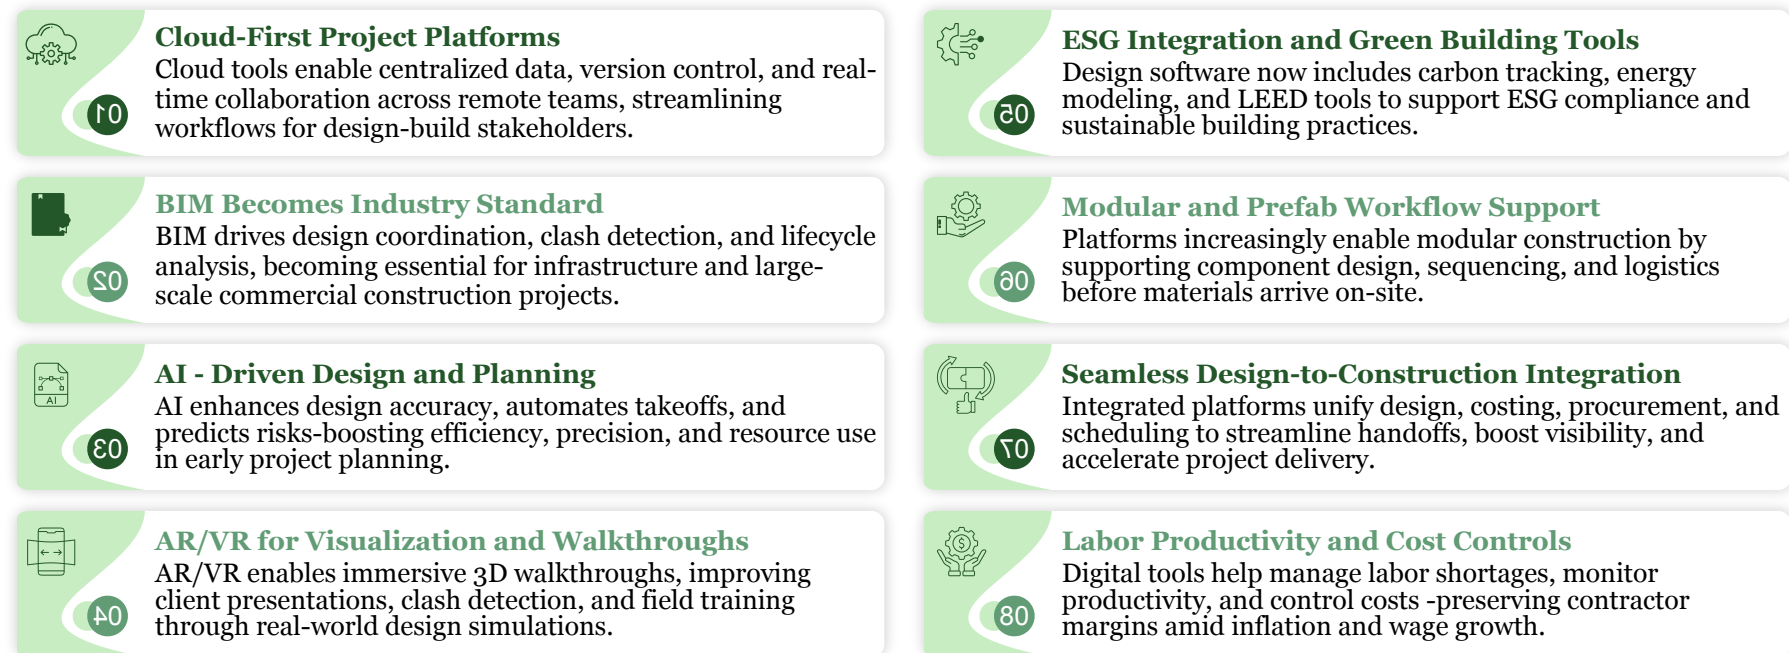 Cloud-First Project Platforms
Cloud tools enable centralized data, version control, and real-
time collaboration across remote teams, streamlining
workflows for design-build stakeholders.
01
BIM Becomes Industry Standard
BIM drives design coordination, clash detection, and lifecycle
analysis, becoming essential for infrastructure and large-
scale commercial construction projects.
02
AI - Driven Design and Planning
AI enhances design accuracy, automates takeoffs, and
predicts risks-boosting efficiency, precision, and resource use
in early project planning.
AI
03
AR/VR for Visualization and Walkthroughs
AR/VR enables immersive 3D walkthroughs, improving
client presentations, clash detection, and field training
through real-world design simulations.
04
ESG Integration and Green Building Tools
Design software now includes carbon tracking, energy
modeling, and LEED tools to support ESG compliance and
sustainable building practices.
05
Modular and Prefab Workflow Support
Platforms increasingly enable modular construction by
supporting component design, sequencing, and logistics
before materials arrive on-site.
06
Seamless Design-to-Construction Integration
Integrated platforms unify design, costing, procurement, and
scheduling to streamline handoffs, boost visibility, and
accelerate project delivery.
07
Labor Productivity and Cost Controls
Digital tools help manage labor shortages, monitor
productivity, and control costs -preserving contractor
margins amid inflation and wage growth.
08